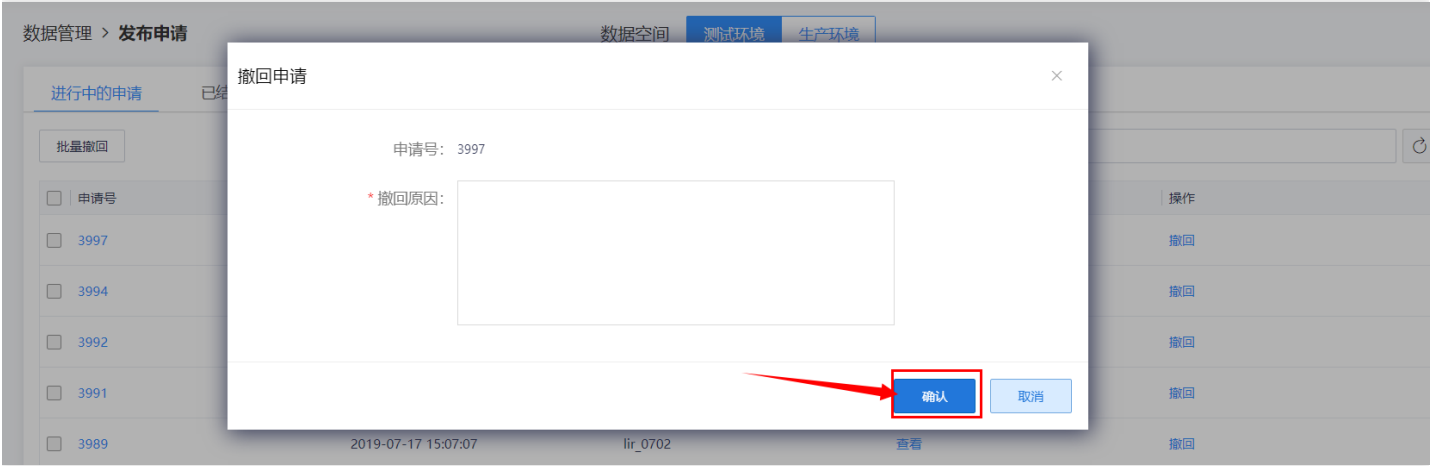 数据管理 > 发布申请
数据空间 测试环境 生产环境
撤回申请
进行中的申请 已结
批量撤回
申请号: 3997
* 撤回原因:
申请号 操作
3997 撤回
3994 撤回
3992 撤回
3991 撤回
确认 取消
3989 2019-07-17 15:07:07 lir_0702 查看 撤回